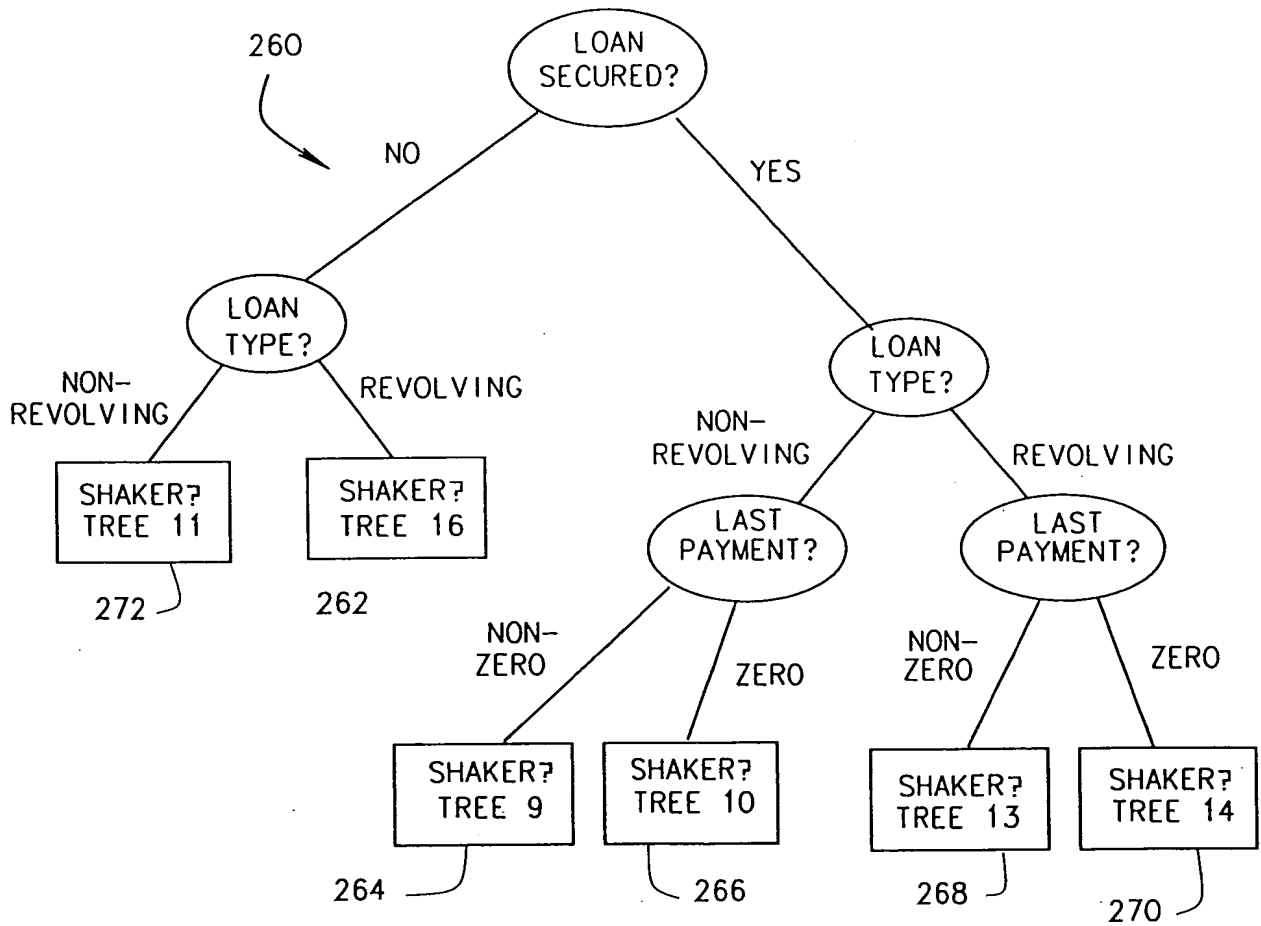 LOAN
SECURED?
260
NO
YES
LOAN
TYPE?
LOAN
TYPE?
NON-
REVOLVING
REVOLVING
NON-
REVOLVING
REVOLVING
SHAKER?
TREE 11
SHAKER?
TREE 16
LAST
PAYMENT?
LAST
PAYMENT?
272
262
NON-
ZERO
ZERO
NON-
ZERO
ZERO
SHAKER?
TREE 9
SHAKER?
TREE 10
SHAKER?
TREE 13
SHAKER?
TREE 14
264
266
268
270